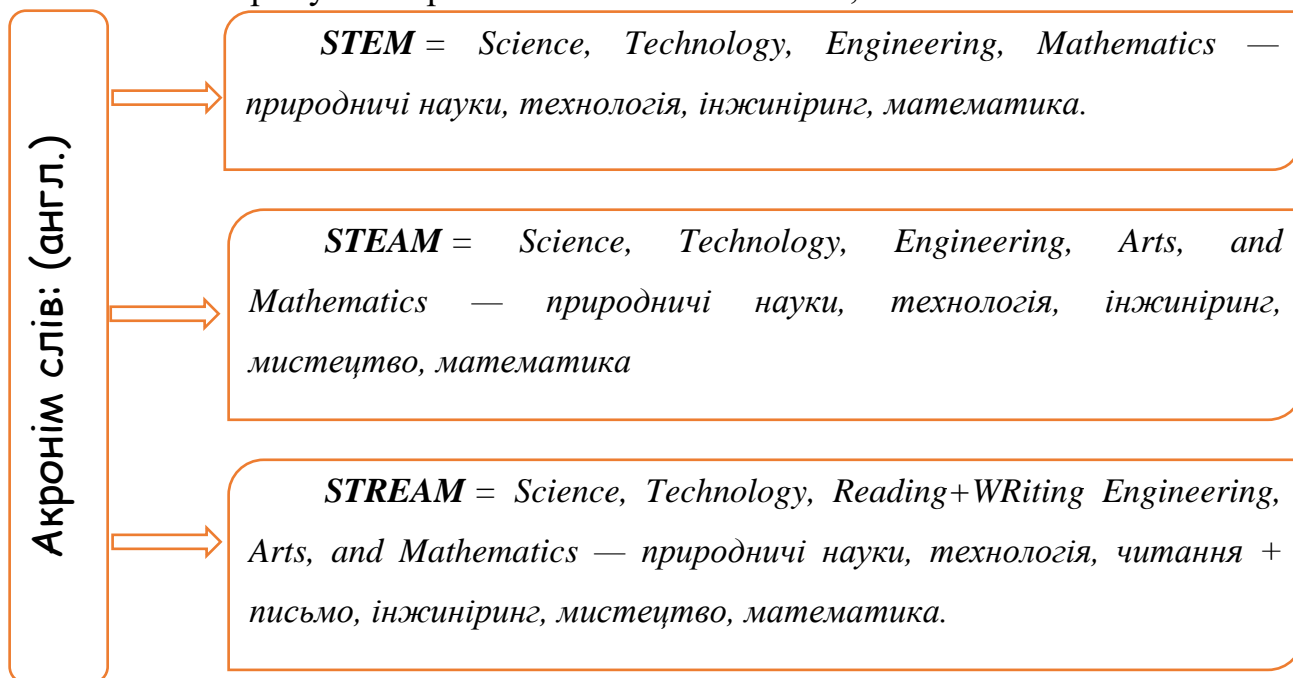 Акронім слів: (англ.)
STEM = Science, Technology, Engineering, Mathematics —
природничі науки, технологія, інжиніринг, математика.
STEAM = Science, Technology, Engineering, Arts, and
Mathematics — природничі науки, технологія, інжиніринг,
мистецтво, математика
STREAM = Science, Technology, Reading+WRiting Engineering,
Arts, and Mathematics — природничі науки, технологія, читання +
письмо, інжиніринг, мистецтво, математика.